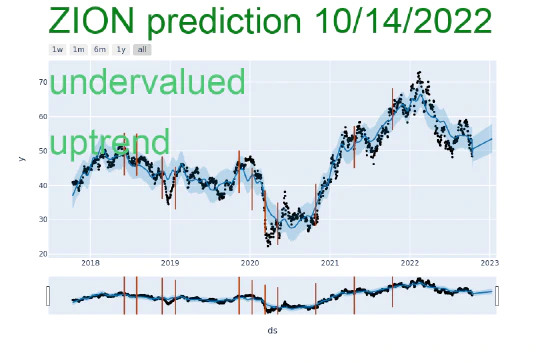 ZION prediction 10/14/2022
1w 1m 6m 1y all
undervalued
uptrend
70
60
50
40
30
20
y
2018 2019 2020 2021 2022 2023
ds